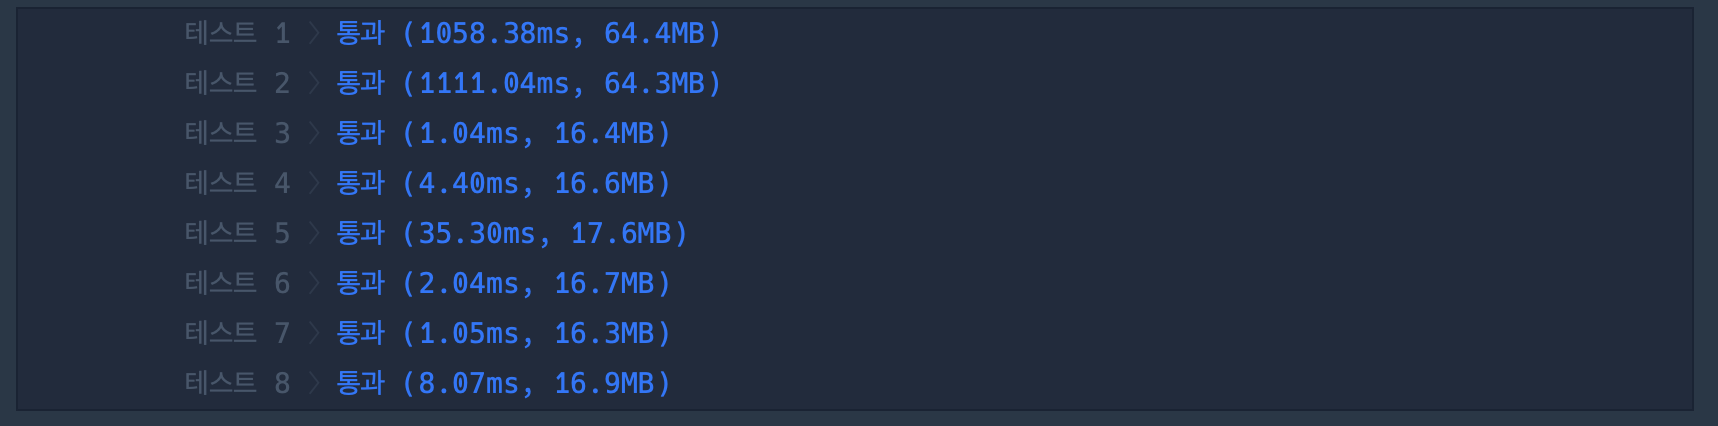 테스트 1 〉 통과 (1058.38ms, 64.4MB)
테스트 2 〉 통과 (1111.04ms, 64.3MB)
테스트 3 〉 통과 (1.04ms, 16.4MB)
테스트 4 〉 통과 (4.40ms, 16.6MB)
테스트 5 〉 통과 (35.30ms, 17.6MB)
테스트 6 〉 통과 (2.04ms, 16.7MB)
테스트 7 〉 통과 (1.05ms, 16.3MB)
테스트 8 〉 통과 (8.07ms, 16.9MB)